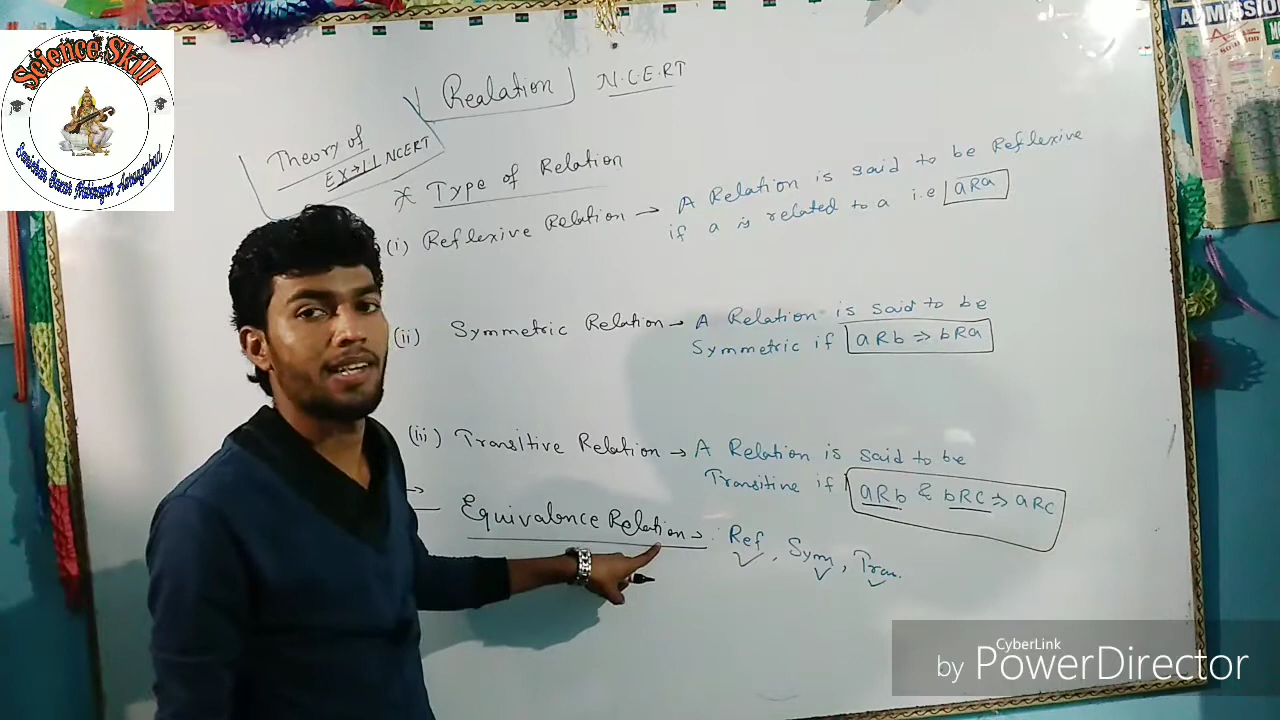 Science Skill
Realation N.C.E.R.T
Theory of
Ex→1.1 NCERT
* Type of Relation
(i) Reflexive Relation → A Relation is said to be Reflexive
if a is related to a i.e aRa
(ii) Symmetric Relation → A Relation is said to be
Symmetric if aRb ⇒ bRa
(iii) Transitive Relation → A Relation is said to be
Transitive if aRb & bRC ⇒ aRC
→ Equivalence Relation → : Ref, Symm, Tran.
ADMISSIO
CyberLink
by PowerDirector